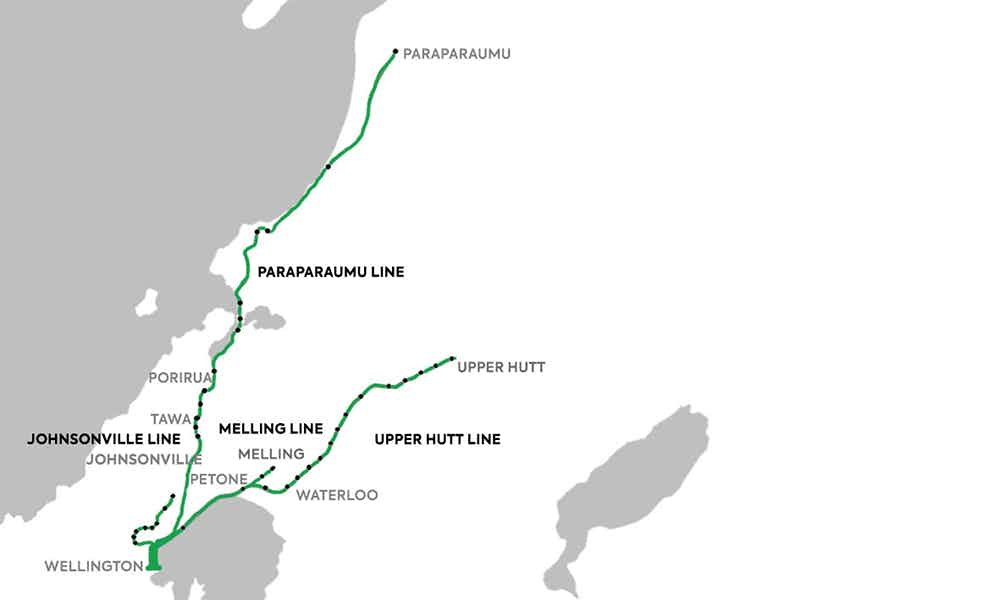 PARAPARAUMU
PARAPARAUMU LINE
UPPER HUTT
PORIRUA
TAWA
MELLING LINE
JOHNSONVILLE LINE
UPPER HUTT LINE
MELLING
JOHNSONVILLE
PETONE
WATERLOO
WELLINGTON